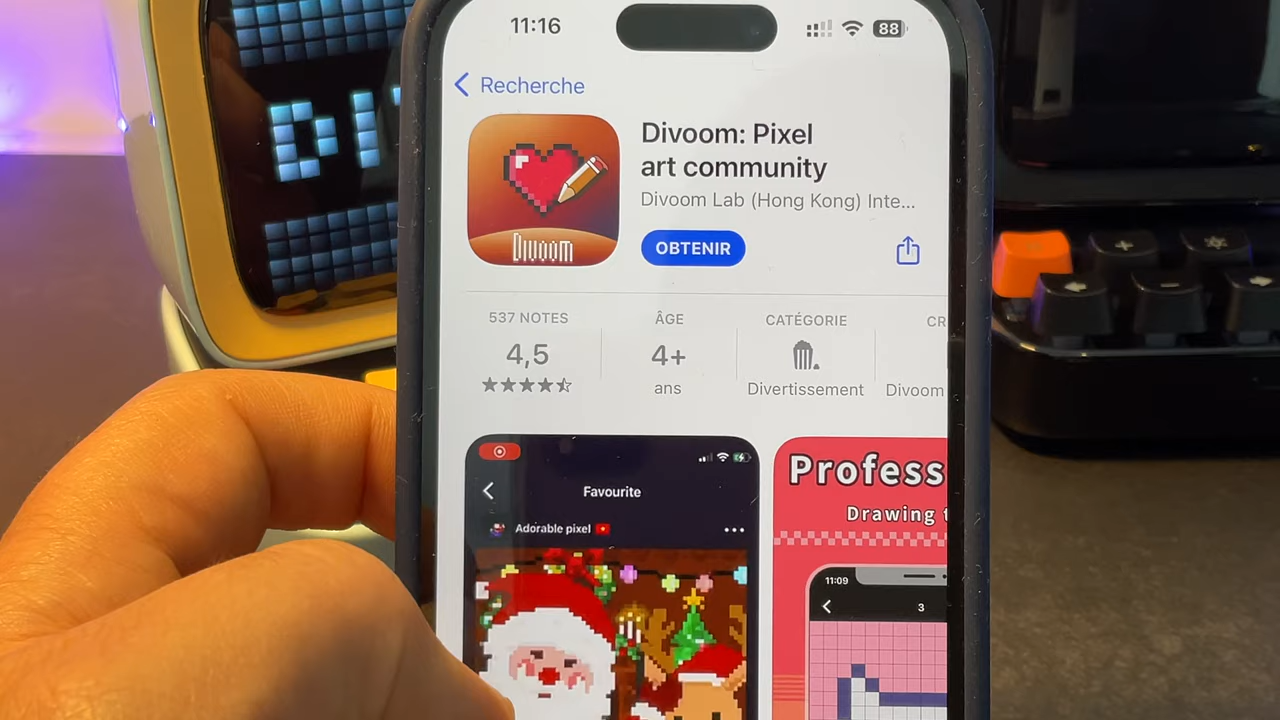 11:16
88
Recherche
Divoom: Pixel
art community
Divoom Lab (Hong Kong) Inte...
OBTENIR
Divoom
537 NOTES
ÂGE
CATÉGORIE
CR
4,5
4+
ans
Divertissement
Divoom
Favourite
Adorable pixel
Profess
Drawing t
11:09
3